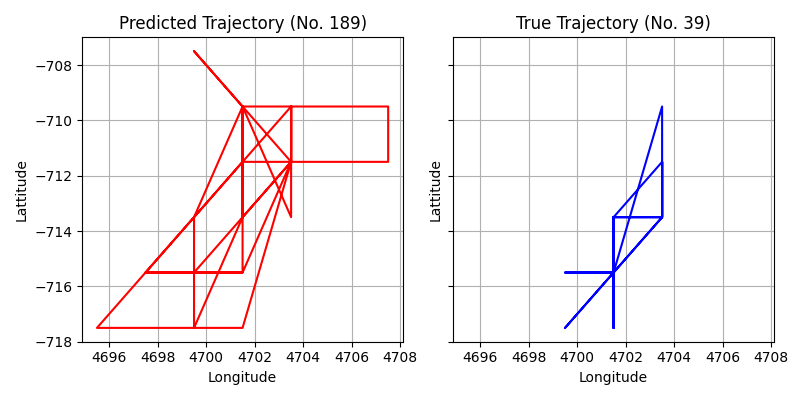 Predicted Trajectory (No. 189)
True Trajectory (No. 39)
Lattitude
−708
−710
−712
−714
−716
−718
4696 4698 4700 4702 4704 4706 4708
Longitude
Lattitude
4696 4698 4700 4702 4704 4706 4708
Longitude